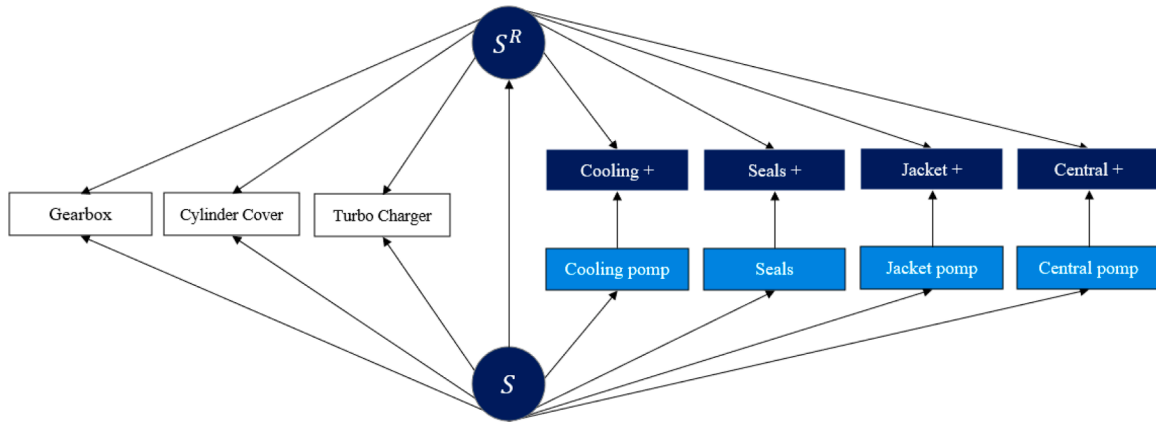 S^R
Cooling +
Seals +
Jacket +
Central +
Gearbox
Cylinder Cover
Turbo Charger
Cooling pomp
Seals
Jacket pomp
Central pomp
S